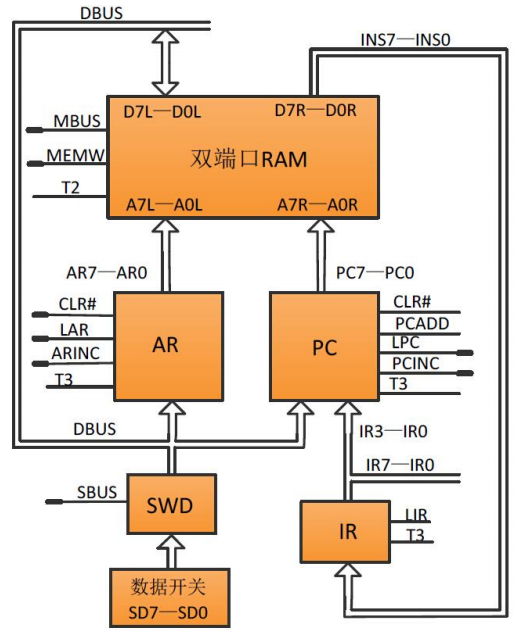 DBUS
INS7—INS0
D7L—D0L
D7R—D0R
MBUS
双端口RAM
MEMW
T2
A7L—A0L
A7R—A0R
AR7—AR0
PC7—PC0
CLR#
CLR#
LAR
PCADD
AR
PC
LPC
ARINC
PCINC
T3
T3
DBUS
IR3—IR0
IR7—IR0
SBUS
SWD
LIR
IR
T3
数据开关
SD7—SD0